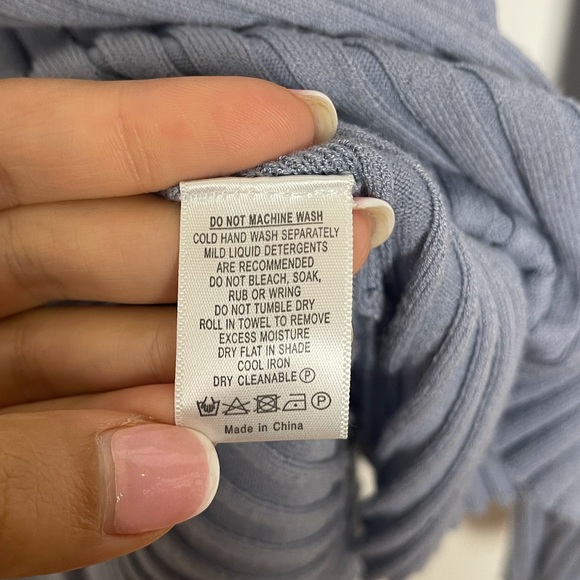 DO NOT MACHINE WASH
COLD HAND WASH SEPARATELY
MILD LIQUID DETERGENTS
ARE RECOMMENDED
DO NOT BLEACH, SOAK,
RUB OR WRING
DO NOT TUMBLE DRY
ROLL IN TOWEL TO REMOVE
EXCESS MOISTURE
DRY FLAT IN SHADE
COOL IRON
DRY CLEANABLE Ⓟ
Ⓟ
Made in China